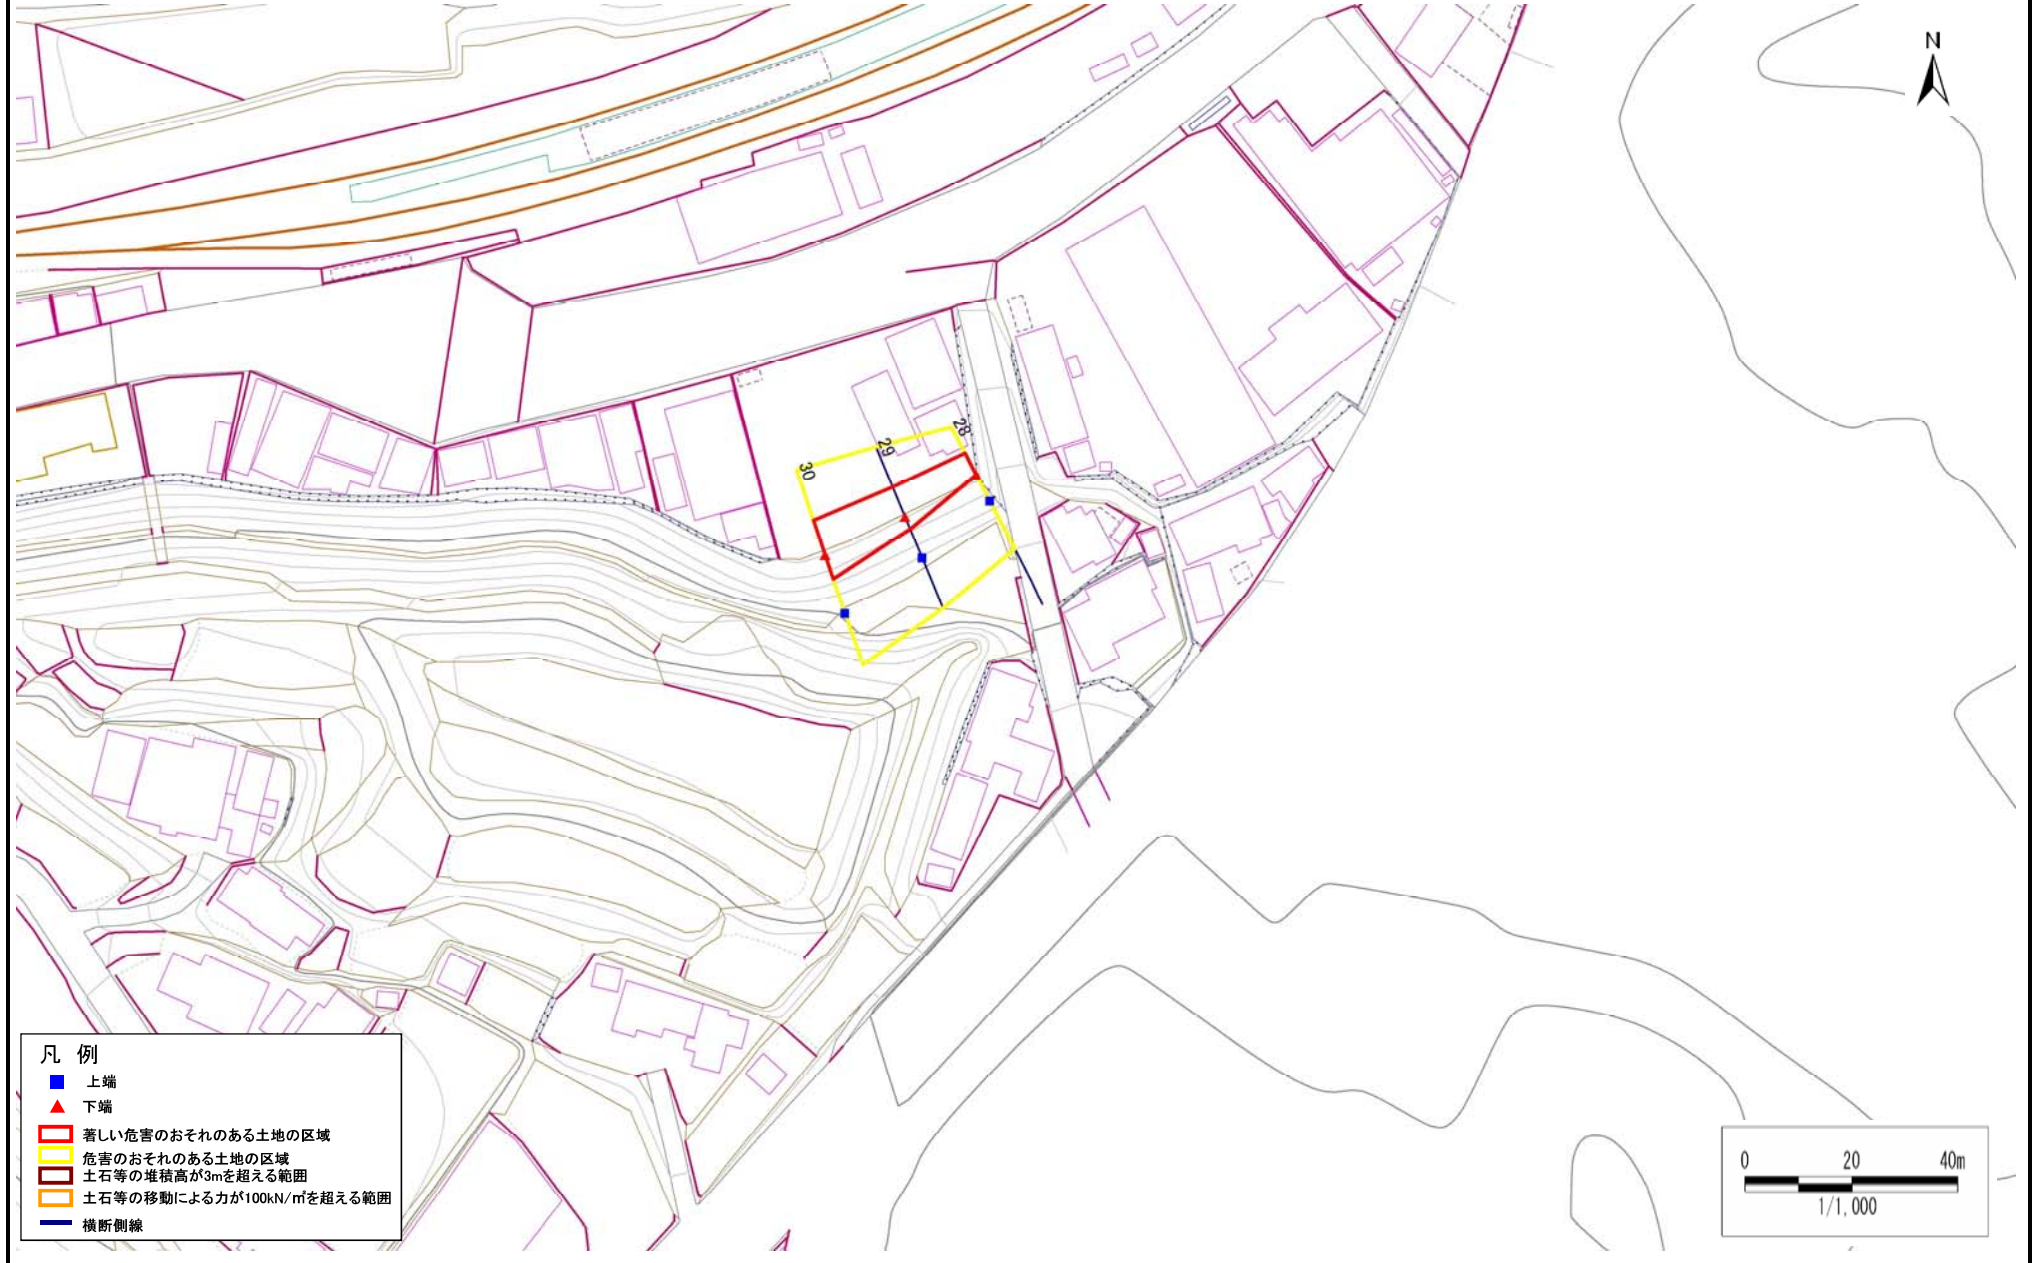 N
28
29
30
凡 例
上端
下端
著しい危害のおそれのある土地の区域
危害のおそれのある土地の区域
土石等の堆積高が3mを超える範囲
土石等の移動による力が100kN/㎡を超える範囲
横断側線
0 20 40m
1/1,000